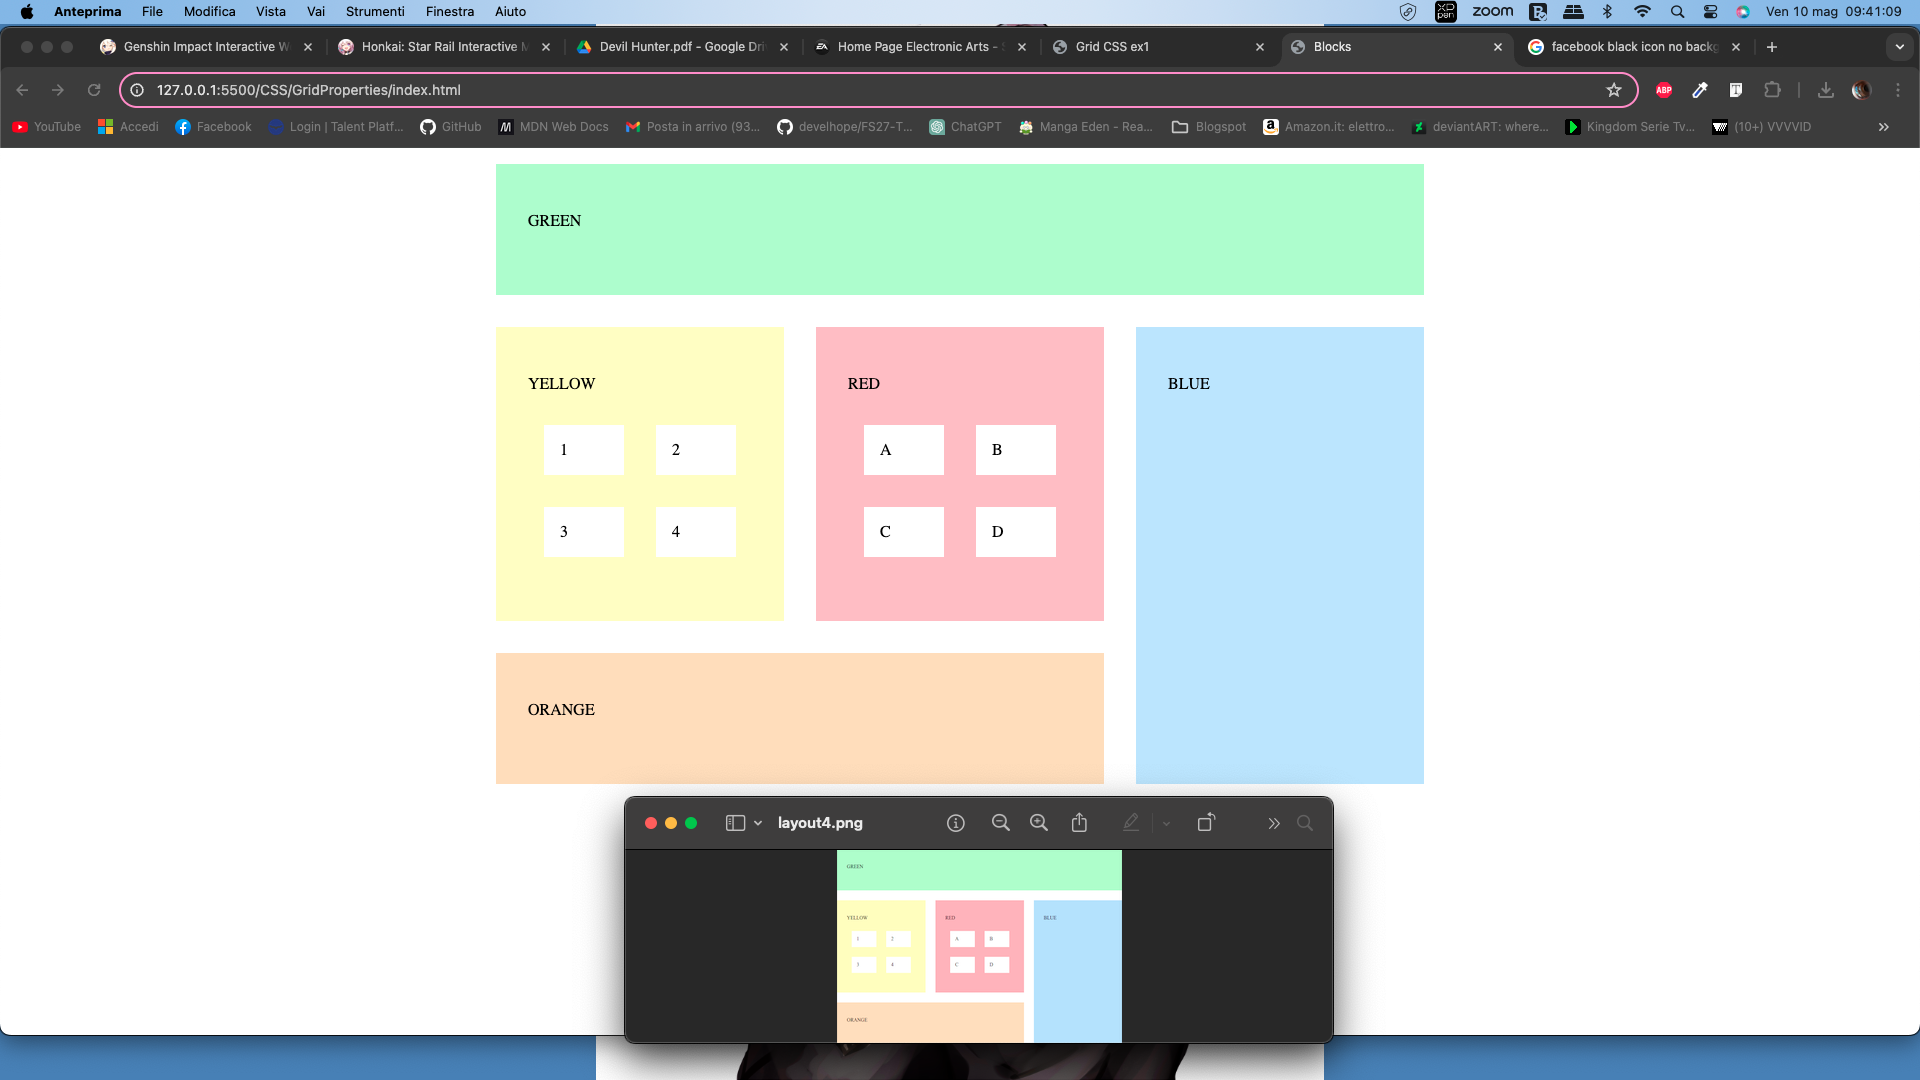 Anteprima File Modifica Vista Vai Strumenti Finestra Aiuto XP pen zoom Ven 10 mag 09:41:09
Genshin Impact Interactive W Honkai: Star Rail Interactive M Devil Hunter.pdf - Google Dri EA Home Page Electronic Arts - Grid CSS ex1 Blocks facebook black icon no backg
127.0.0.1:5500/CSS/GridProperties/index.html ABP
YouTube Accedi Facebook Login | Talent Platf... GitHub MDN Web Docs Posta in arrivo (93... develhope/FS27-T... ChatGPT Manga Eden - Rea... Blogspot Amazon.it: elettro... deviantART: where... Kingdom Serie Tv... (10+) VVVVID
GREEN
YELLOW RED BLUE
1 2 A B
3 4 C D
ORANGE
layout4.png
GREEN
YELLOW RED BLUE
1 2 A B
3 4 C D
ORANGE